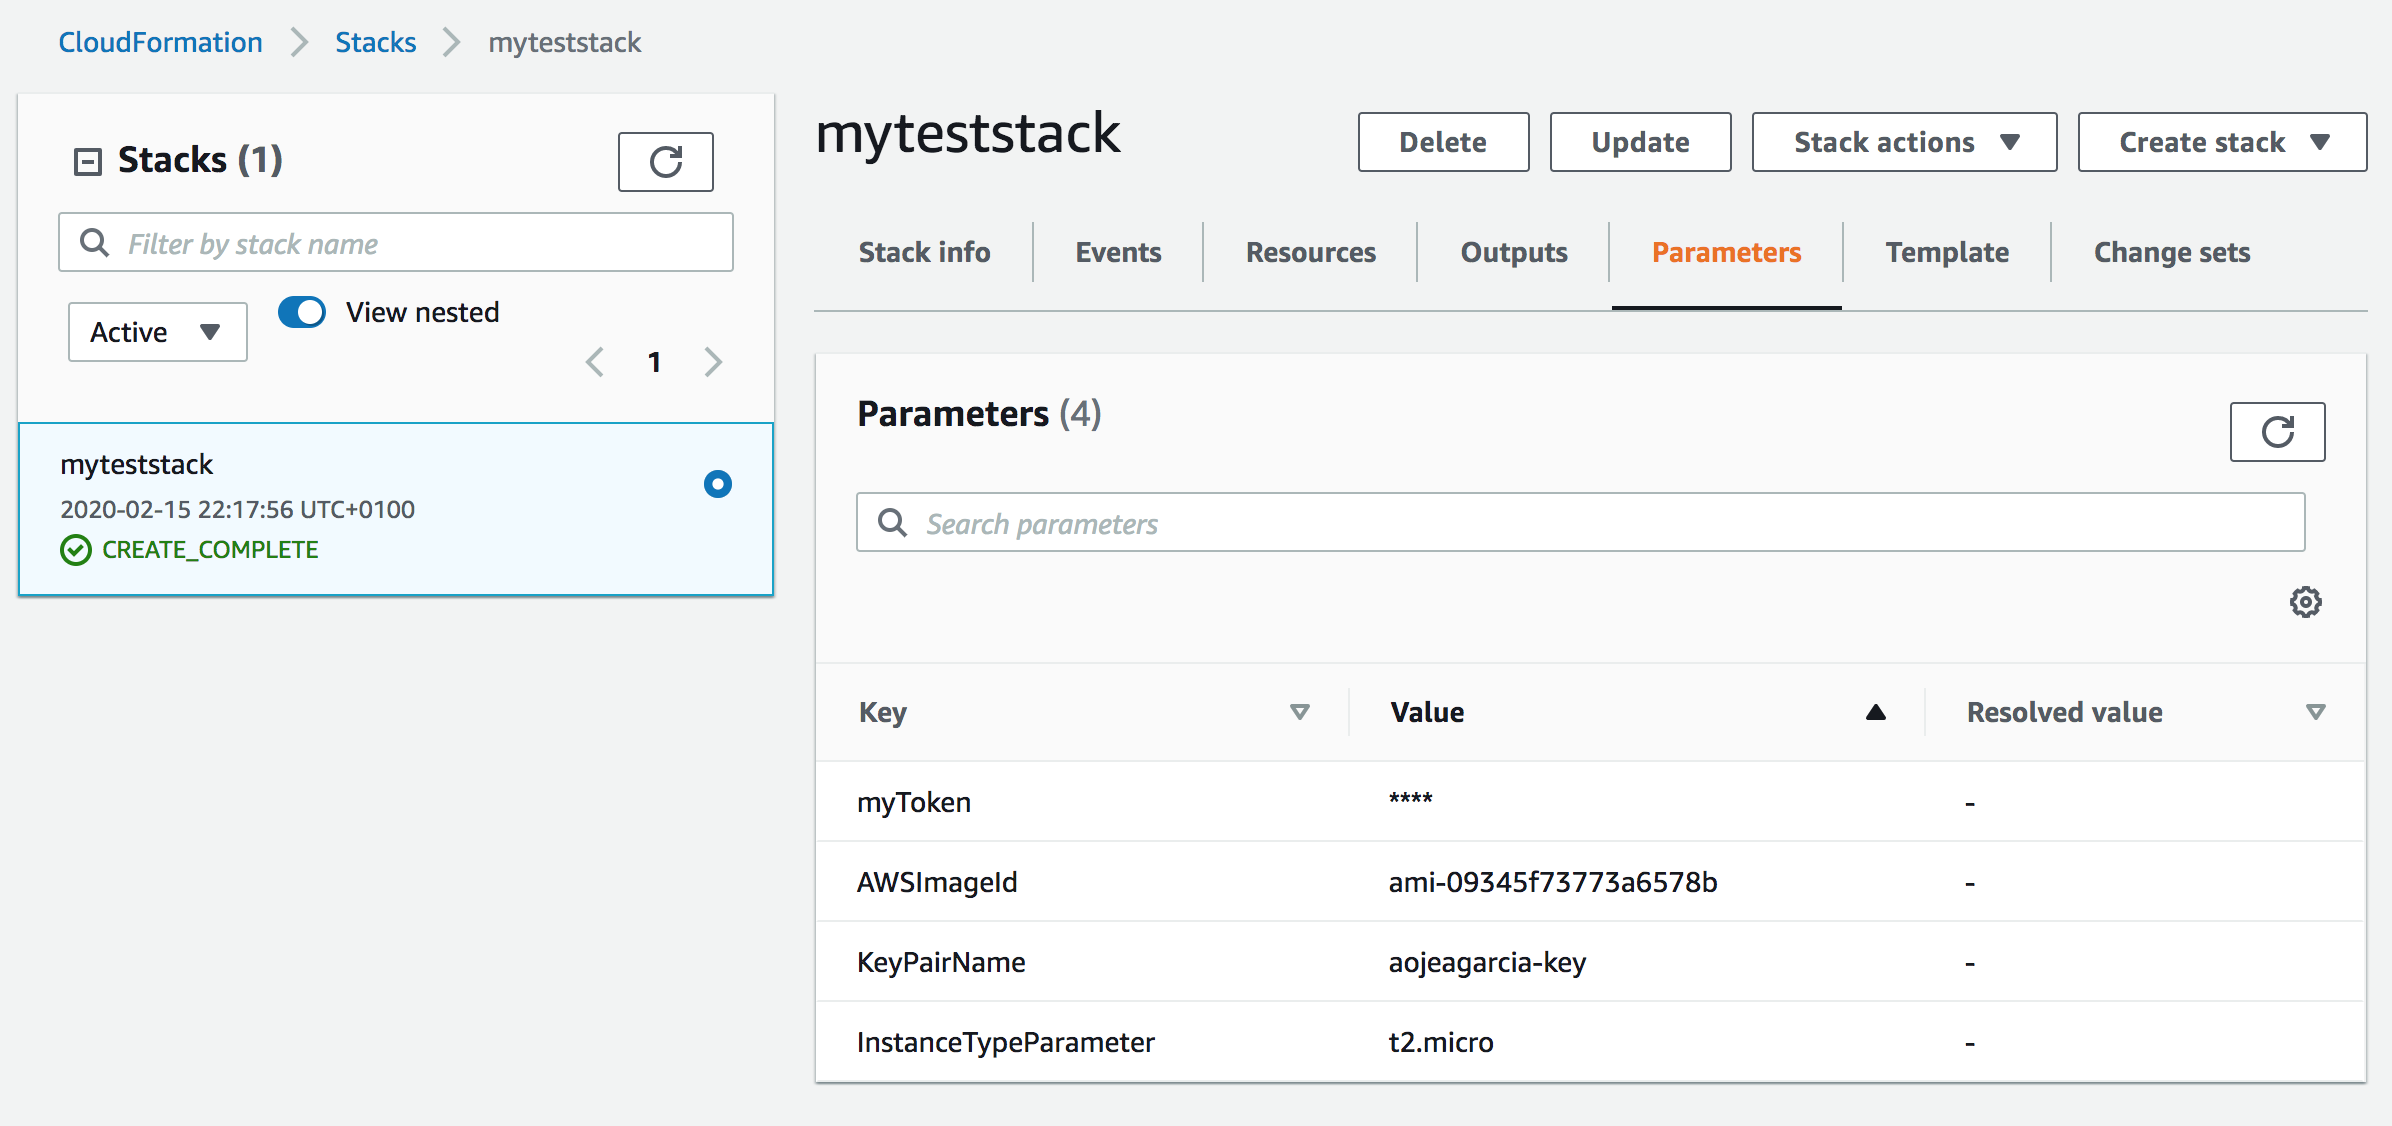 CloudFormation > Stacks > myteststack
Stacks (1)
Filter by stack name
Active View nested
1
myteststack
2020-02-15 22:17:56 UTC+0100
CREATE_COMPLETE
myteststack Delete Update Stack actions Create stack
Stack info Events Resources Outputs Parameters Template Change sets
Parameters (4)
Search parameters
Key Value Resolved value
myToken **** -
AWSImageId ami-09345f73773a6578b -
KeyPairName aojeagarcia-key -
InstanceTypeParameter t2.micro -